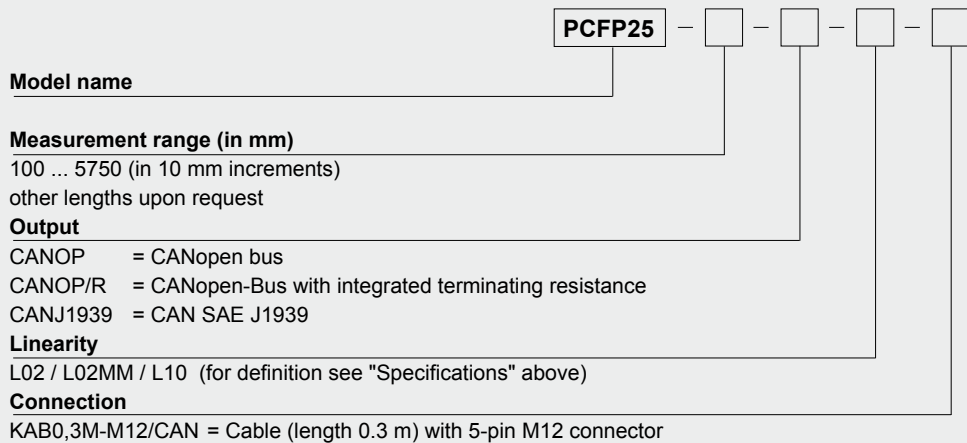 PCFP25 – – – –
Model name
Measurement range (in mm)
100 ... 5750 (in 10 mm increments)
other lengths upon request
Output
CANOP = CANopen bus
CANOP/R = CANopen-Bus with integrated terminating resistance
CANJ1939 = CAN SAE J1939
Linearity
L02 / L02MM / L10 (for definition see "Specifications" above)
Connection
KAB0,3M-M12/CAN = Cable (length 0.3 m) with 5-pin M12 connector